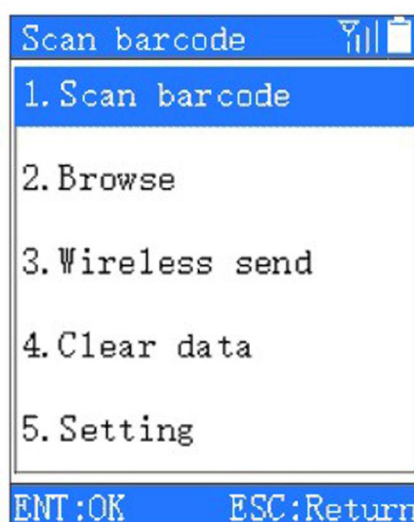 Scan barcode
1.Scan barcode
2.Browse
3.Wireless send
4.Clear data
5.Setting
ENT:OK ESC:Return